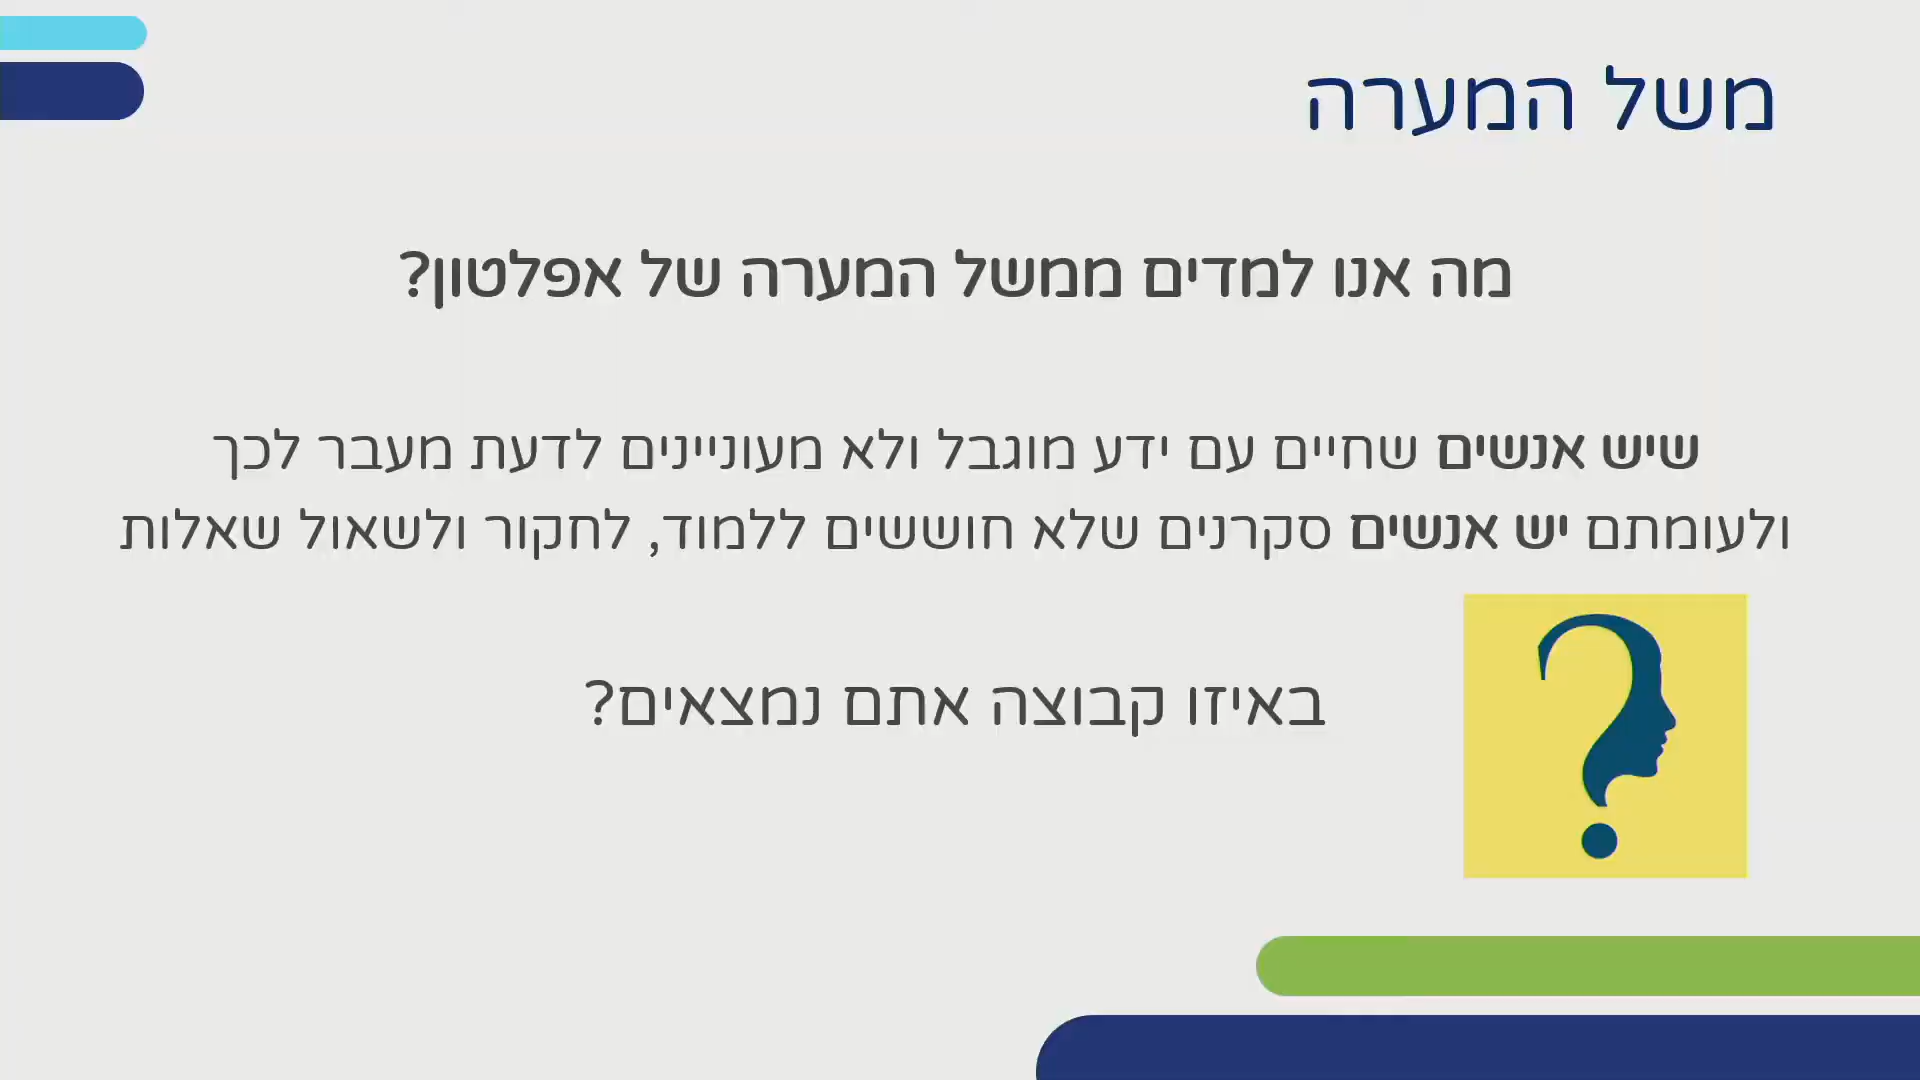 משל המערה
מה אנו למדים ממשל המערה של אפלטון?
שיש אנשים שחיים עם ידע מוגבל ולא מעוניינים לדעת מעבר לכך
ולעומתם יש אנשים סקרנים שלא חוששים ללמוד, לחקור ולשאול שאלות
באיזו קבוצה אתם נמצאים?